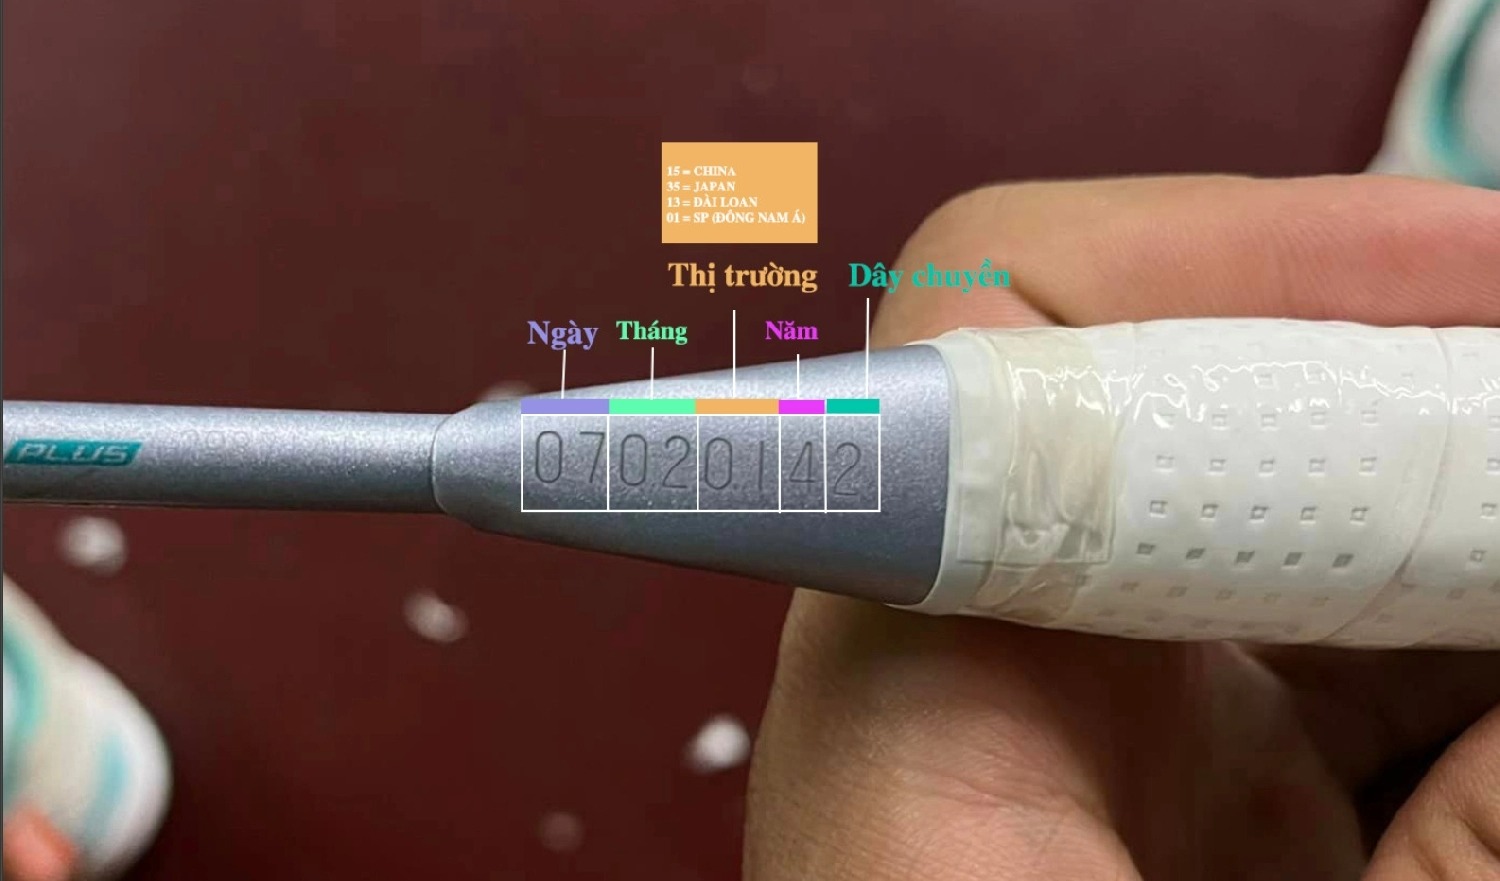 15 = CHINA
35 = JAPAN
13 = ĐÀI LOAN
01 = SP (ĐÔNG NAM Á)
Thị trường
Dây chuyền
Ngày
Tháng
Năm
07020142
PLUS